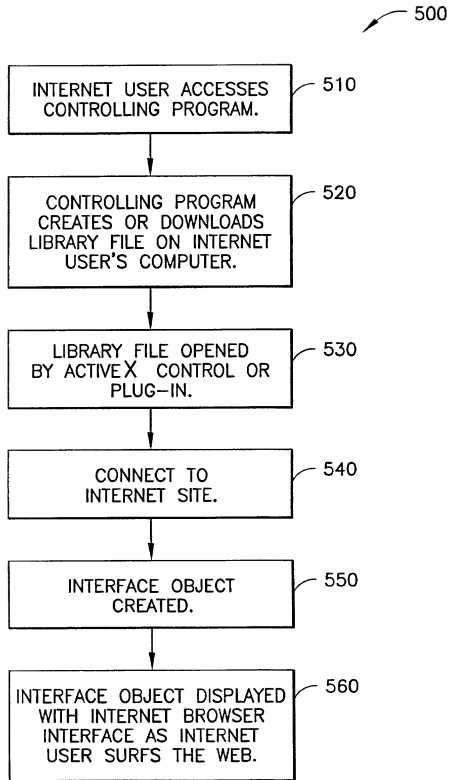 500
INTERNET USER ACCESSES
CONTROLLING PROGRAM.
510
CONTROLLING PROGRAM
CREATES OR DOWNLOADS
LIBRARY FILE ON INTERNET
USER'S COMPUTER.
520
LIBRARY FILE OPENED
BY ACTIVEX CONTROL OR
PLUG-IN.
530
CONNECT TO
INTERNET SITE.
540
INTERFACE OBJECT
CREATED.
550
INTERFACE OBJECT DISPLAYED
WITH INTERNET BROWSER
INTERFACE AS INTERNET
USER SURFS THE WEB.
560